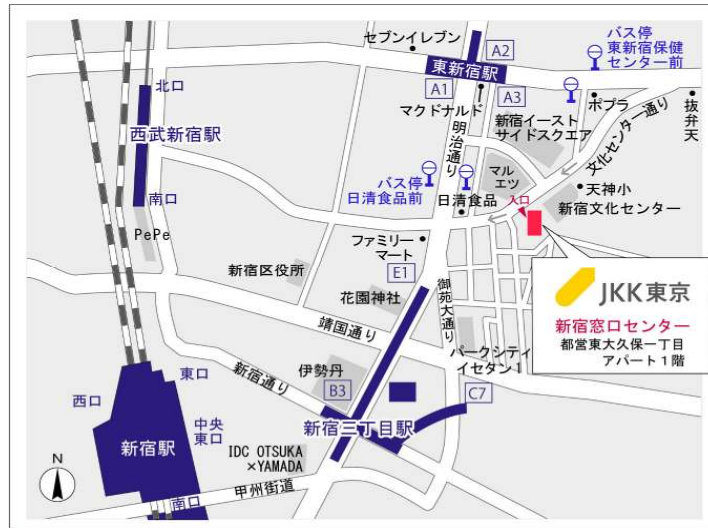 セブンイレブン
A2
バス停
東新宿保健
センター前
東新宿駅
A1
A3
マクドナルド
ポプラ
抜弁天
北口
西武新宿駅
南口
PePe
新宿イースト
サイドスクエア
文化センター通り
明治通り
バス停
日清食品前
マル
エツ
日清食品
天神小
入口
新宿文化センター
ファミリー
マート
E1
新宿区役所
花園神社
御苑大通り
靖国通り
JKK東京
新宿窓口センター
都営東大久保一丁目
アパート1階
パークシティ
イセタン1
新宿通り
伊勢丹
B3
C7
東口
西口
中央
東口
新宿駅
新宿三丁目駅
IDC OTSUKA
×YAMADA
甲州街道
南口
N